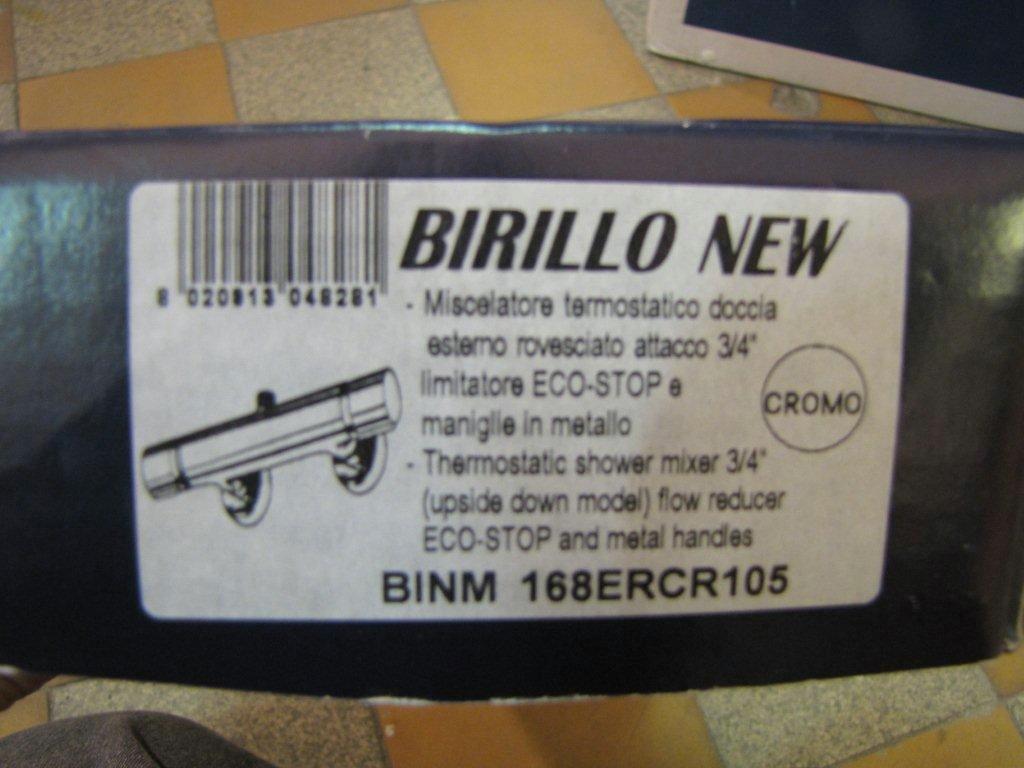 BIRILLO NEW
8 020913 046281
- Miscelatore termostatico doccia
esterno rovesciato attacco 3/4"
limitatore ECO-STOP e
maniglie in metallo
CROMO
- Thermostatic shower mixer 3/4"
(upside down model) flow reducer
ECO-STOP and metal handles
BINM 168ERCR105